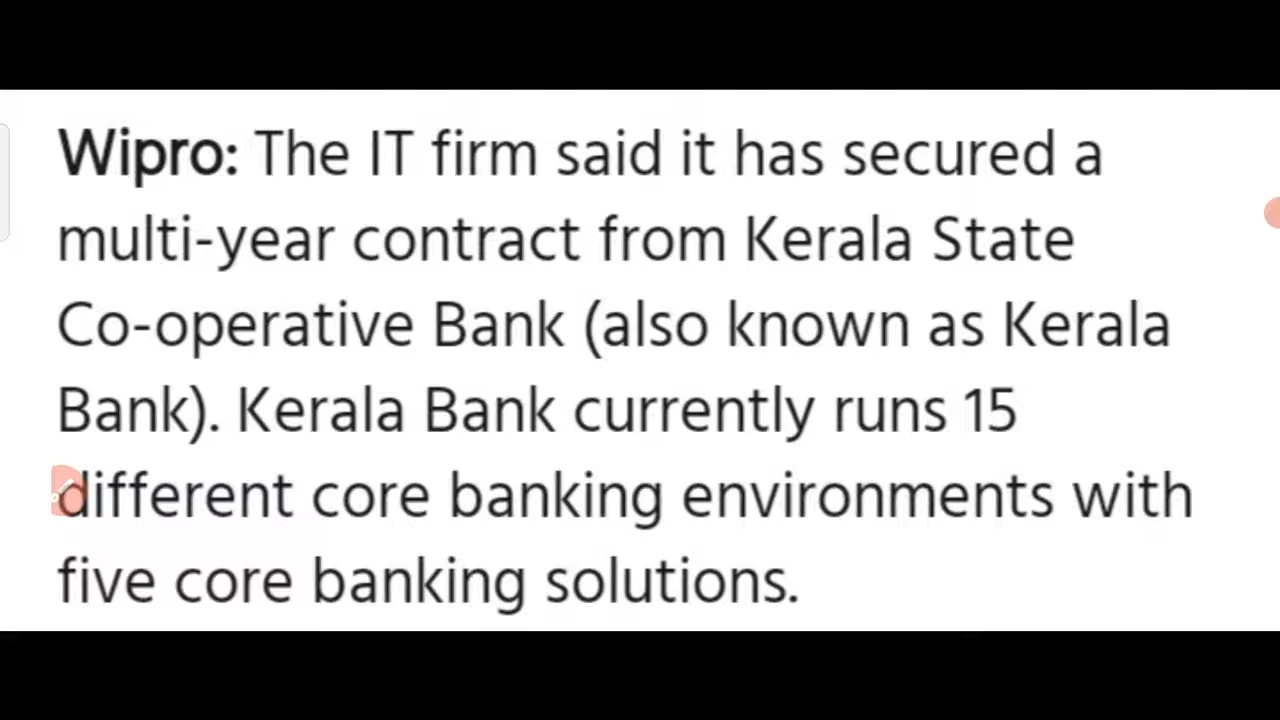 Wipro: The IT firm said it has secured a
multi-year contract from Kerala State
Co-operative Bank (also known as Kerala
Bank). Kerala Bank currently runs 15
different core banking environments with
five core banking solutions.